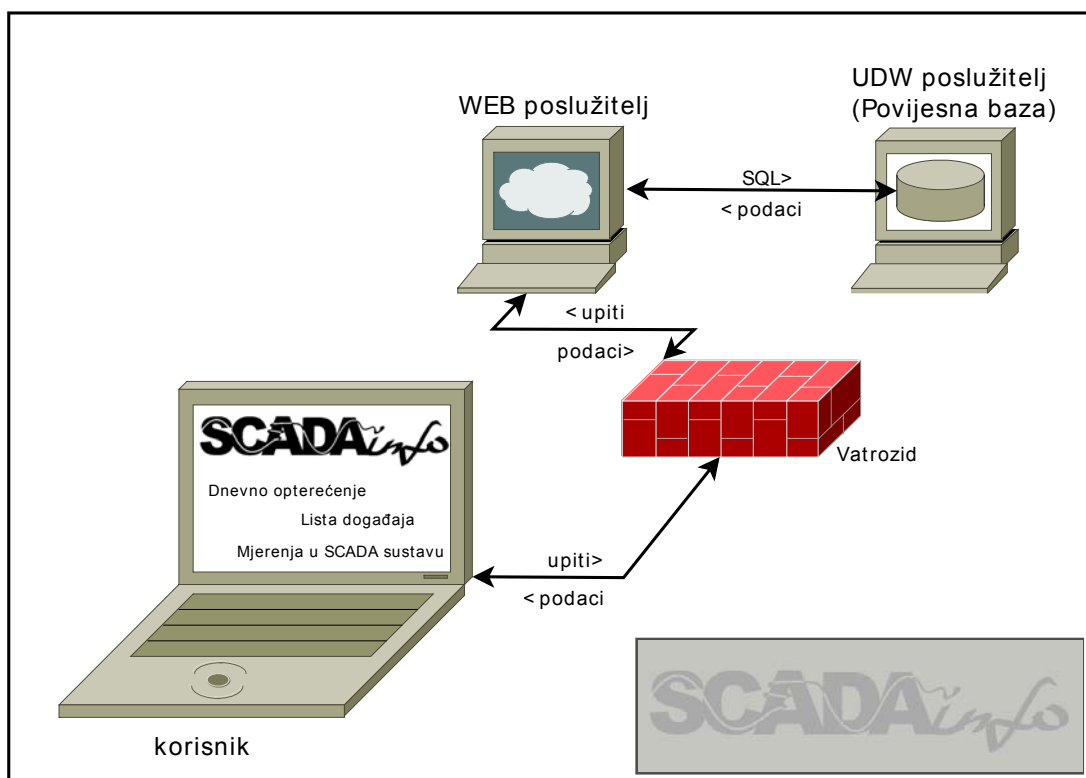 UDW poslužitelj
(Povijesna baza)
WEB poslužitelj
SQL>
< podaci
< upiti
podaci>
Vatrozid
SCADAinfo
Dnevno opterećenje
Lista događaja
Mjerenja u SCADA sustavu
upiti>
< podaci
korisnik
SCADAinfo